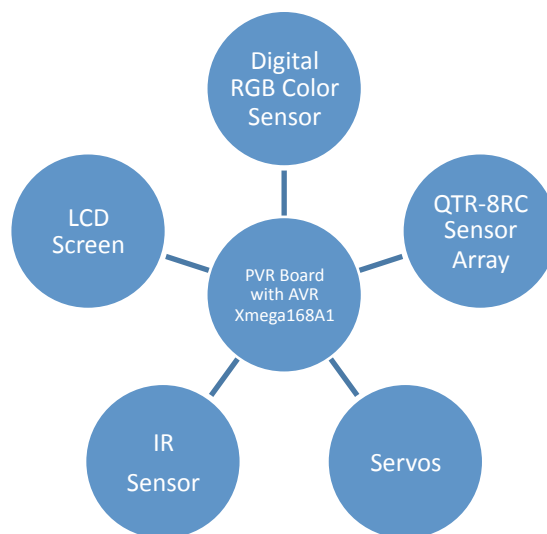 Digital
RGB Color
Sensor
LCD
Screen
QTR-8RC
Sensor
Array
PVR Board
with AVR
Xmega168A1
IR
Sensor
Servos